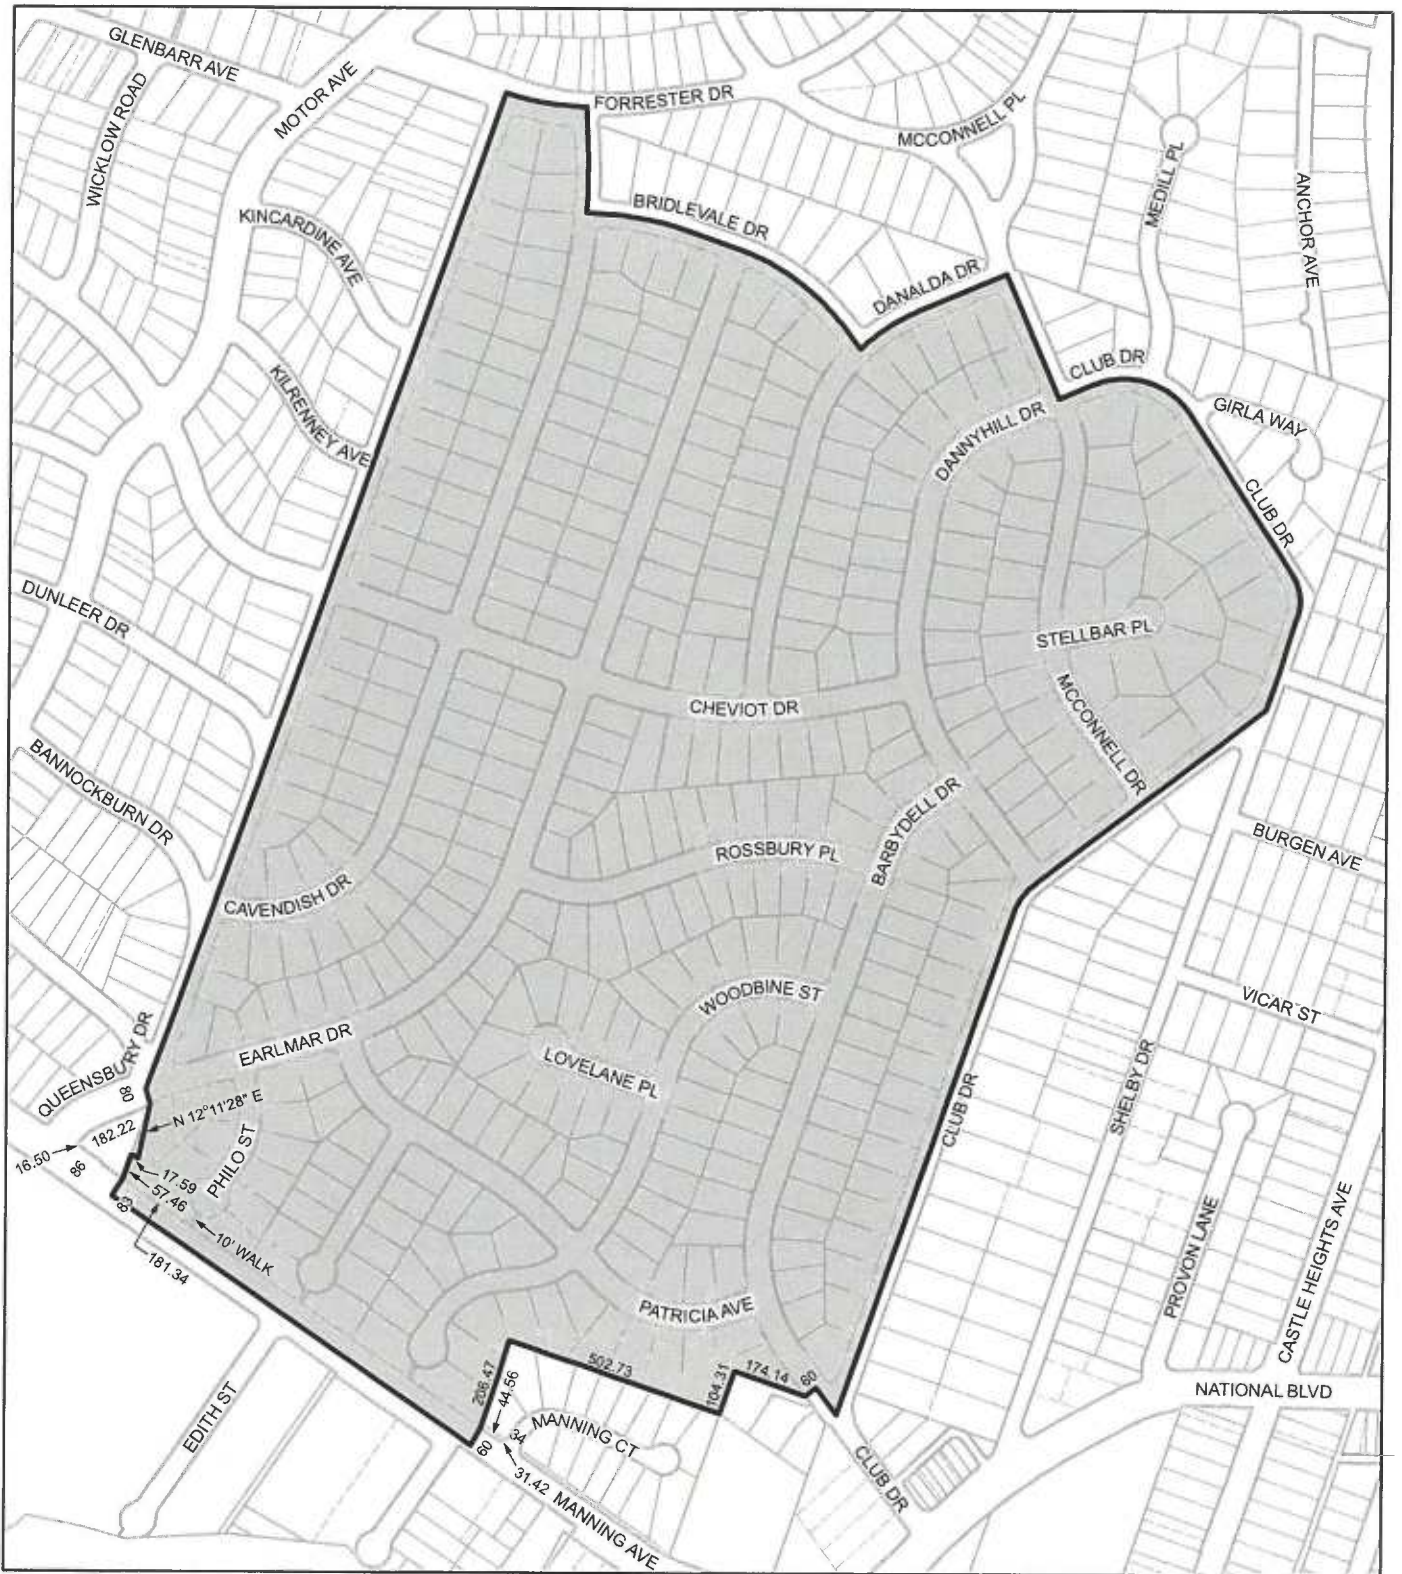 GLENBARR AVE
WICKLOW ROAD
MOTOR AVE
FORRESTER DR
MCCONNELL PL
MEDILL PL
ANCHOR AVE
KINCARDINE AVE
BRIDLEVALE DR
DANALDA DR
CLUB DR
GIRLA WAY
KILRENNEY AVE
DANNYHILL DR
CLUB DR
DUNLEER DR
STELLBAR PL
CHEVIOT DR
MCCONNELL DR
BANNOCKBURN DR
BARBYDELL DR
BURGEN AVE
ROSSBURY PL
CAVENDISH DR
WOODBINE ST
VICAR ST
EARLMAR DR
LOVELANE PL
QUEENSBURY DR
80
N 12°11'28" E
182.22
16.50
86
PHILO ST
17.59
57.46
83
10' WALK
181.34
CLUB DR
SHELBY DR
PROVON LANE
CASTLE HEIGHTS AVE
PATRICIA AVE
502.73
174.14
60
104.31
206.47
44.56
NATIONAL BLVD
EDITH ST
MANNING CT
34
60
31.42
MANNING AVE
CLUB DR